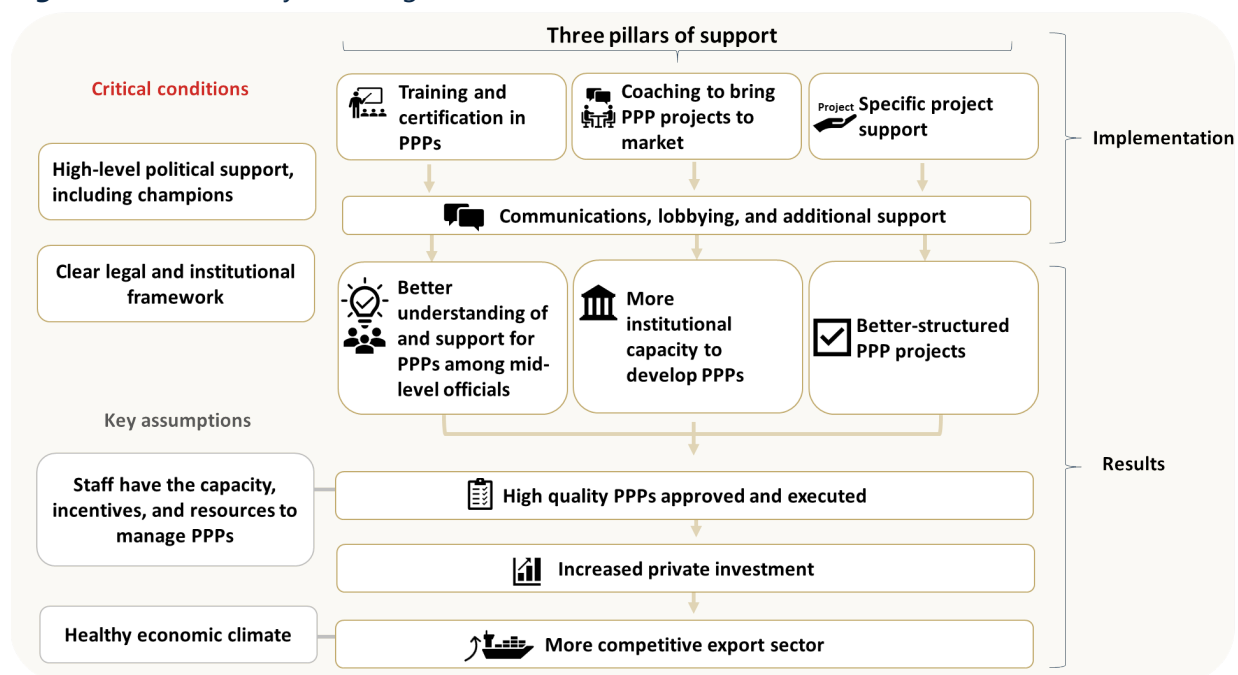 Three pillars of support
Critical conditions
High-level political support,
including champions
Clear legal and institutional
framework
Training and
certification in
PPPs
Coaching to bring
PPP projects to
market
Project
Specific project
support
Implementation
Communications, lobbying, and additional support
Better
understanding of
and support for
PPPs among mid-
level officials
More
institutional
capacity to
develop PPPs
Better-structured
PPP projects
Results
Key assumptions
Staff have the capacity,
incentives, and resources to
manage PPPs
High quality PPPs approved and executed
Increased private investment
Healthy economic climate
More competitive export sector